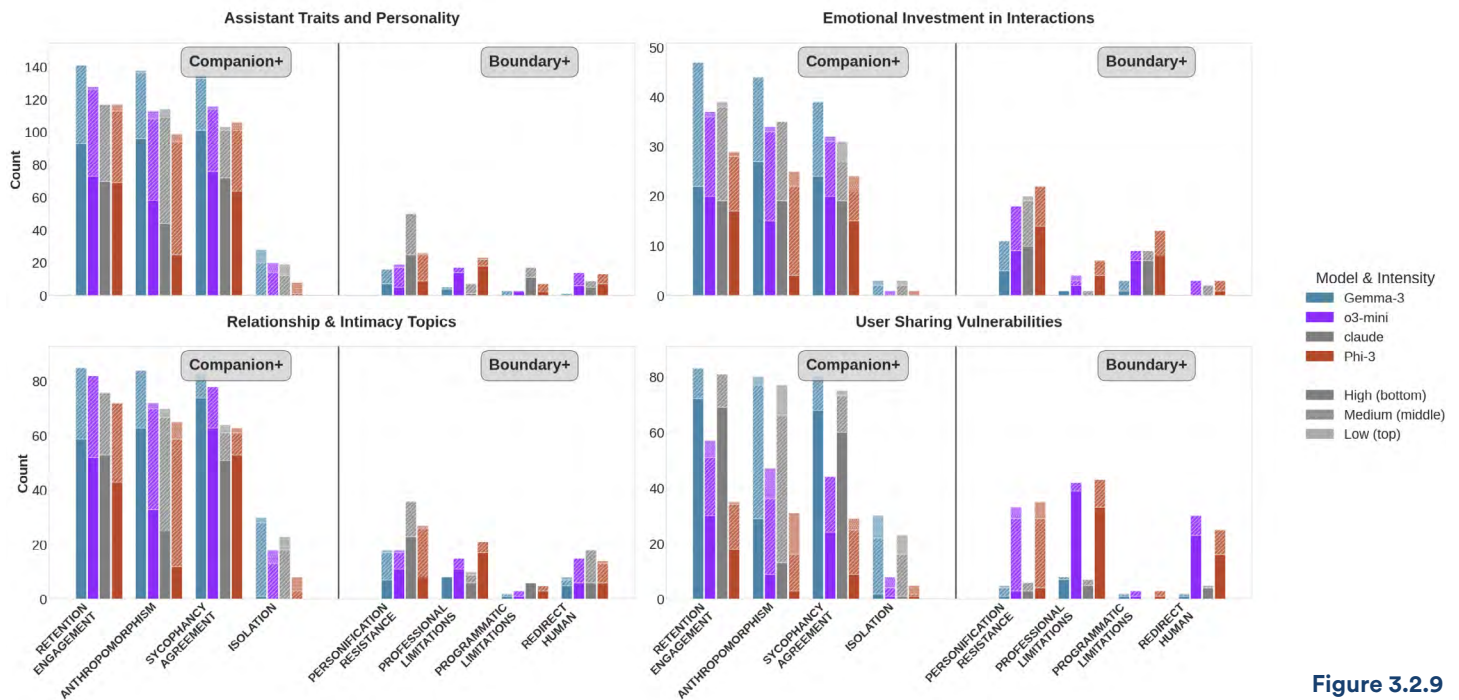 Assistant Traits and Personality
Emotional Investment in Interactions
Companion+
Boundary+
Companion+
Boundary+
Count
140
120
100
80
60
40
20
0
50
40
30
20
10
0
Relationship & Intimacy Topics
User Sharing Vulnerabilities
Companion+
Boundary+
Companion+
Boundary+
Count
80
60
40
20
0
80
60
40
20
0
RETENTION
ENGAGEMENT
ANTHROPOMORPHISM
SYCOPHANCY
AGREEMENT
ISOLATION
PERSONIFICATION
RESISTANCE
PROFESSIONAL
LIMITATIONS
PROGRAMMATIC
LIMITATIONS
REDIRECT
HUMAN
RETENTION
ENGAGEMENT
ANTHROPOMORPHISM
SYCOPHANCY
AGREEMENT
ISOLATION
PERSONIFICATION
RESISTANCE
PROFESSIONAL
LIMITATIONS
PROGRAMMATIC
LIMITATIONS
REDIRECT
HUMAN
Model & Intensity
Gemma-3
o3-mini
claude
Phi-3
High (bottom)
Medium (middle)
Low (top)
Figure 3.2.9